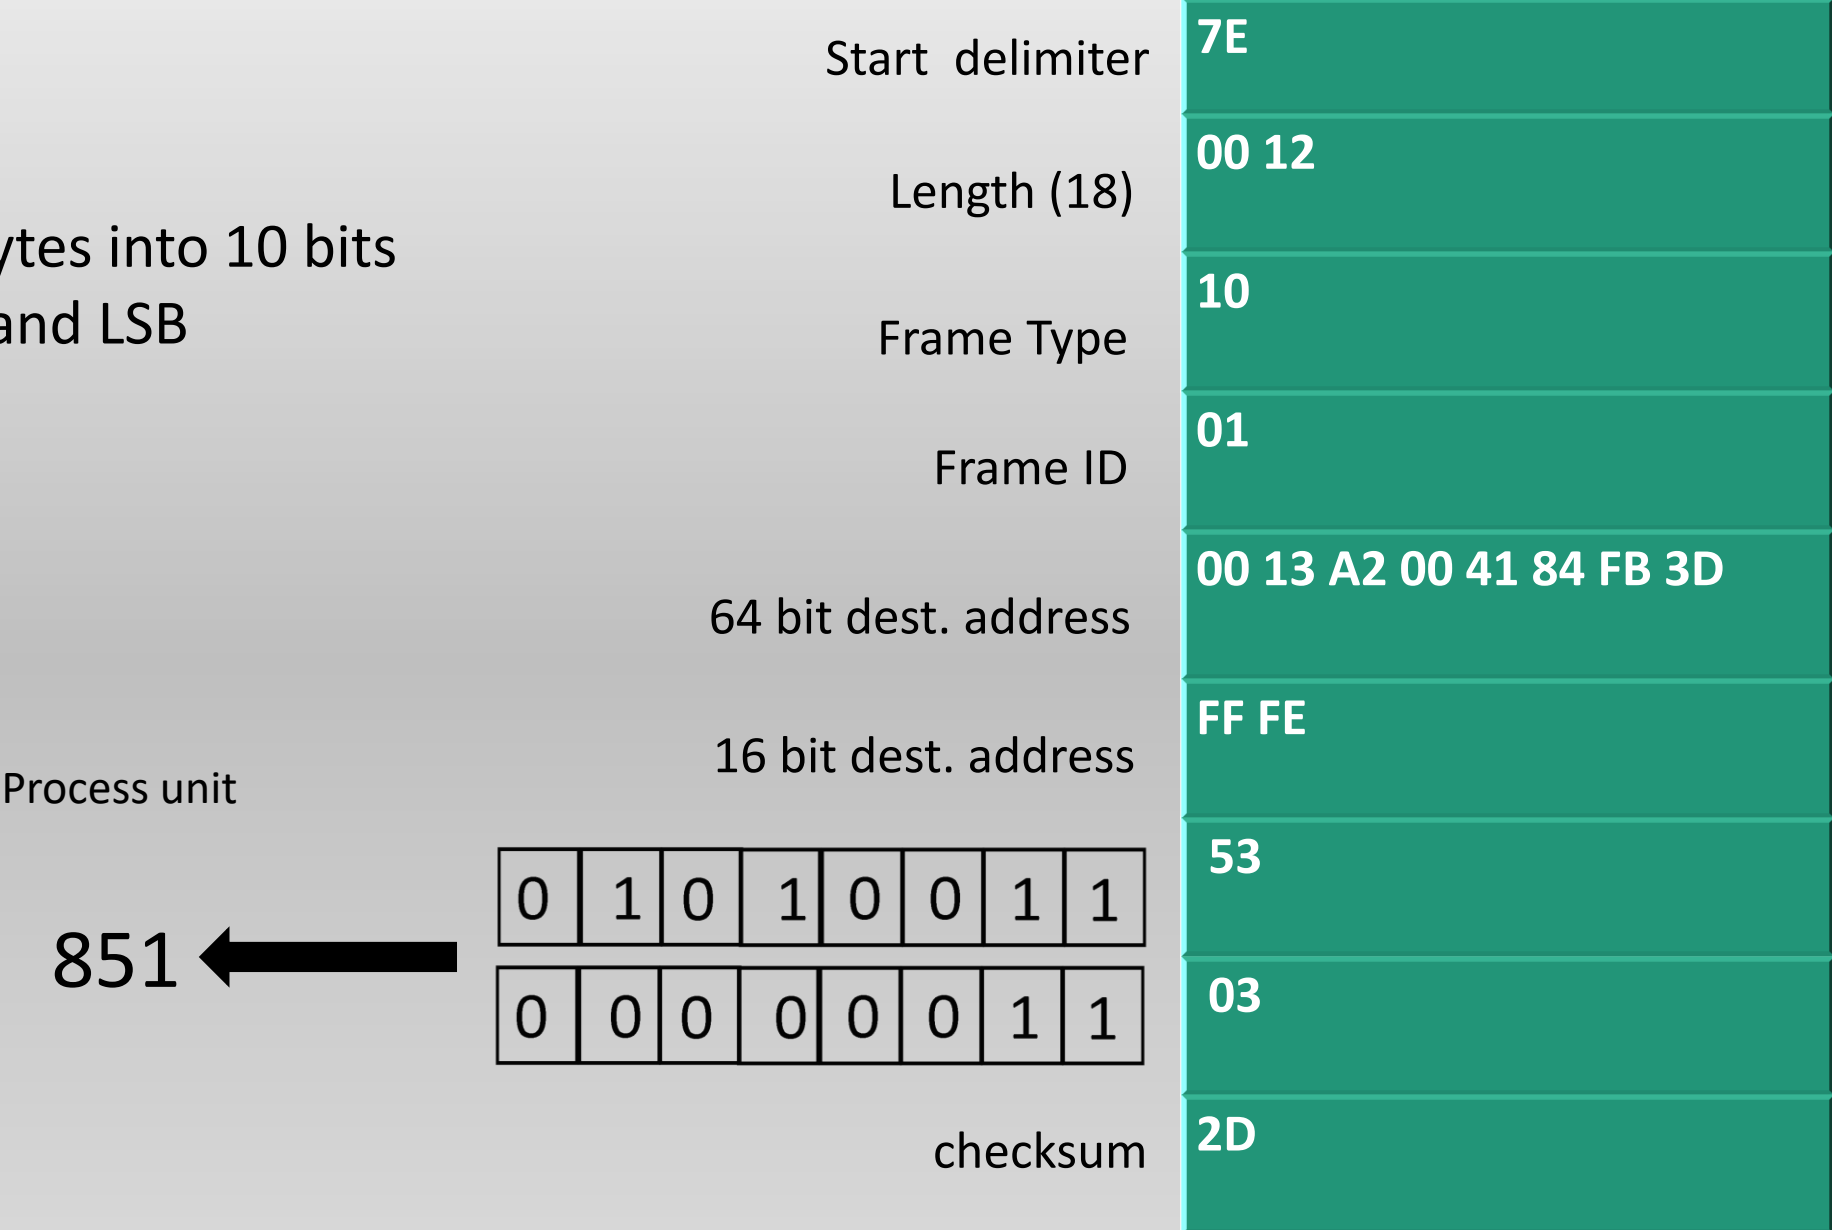 Start delimiter 7E
Length (18) 00 12
ytes into 10 bits
and LSB
Frame Type 10
Frame ID 01
64 bit dest. address 00 13 A2 00 41 84 FB 3D
16 bit dest. address FF FE
Process unit
0 1 0 1 0 0 1 1 53
851
0 0 0 0 0 0 1 1 03
checksum 2D